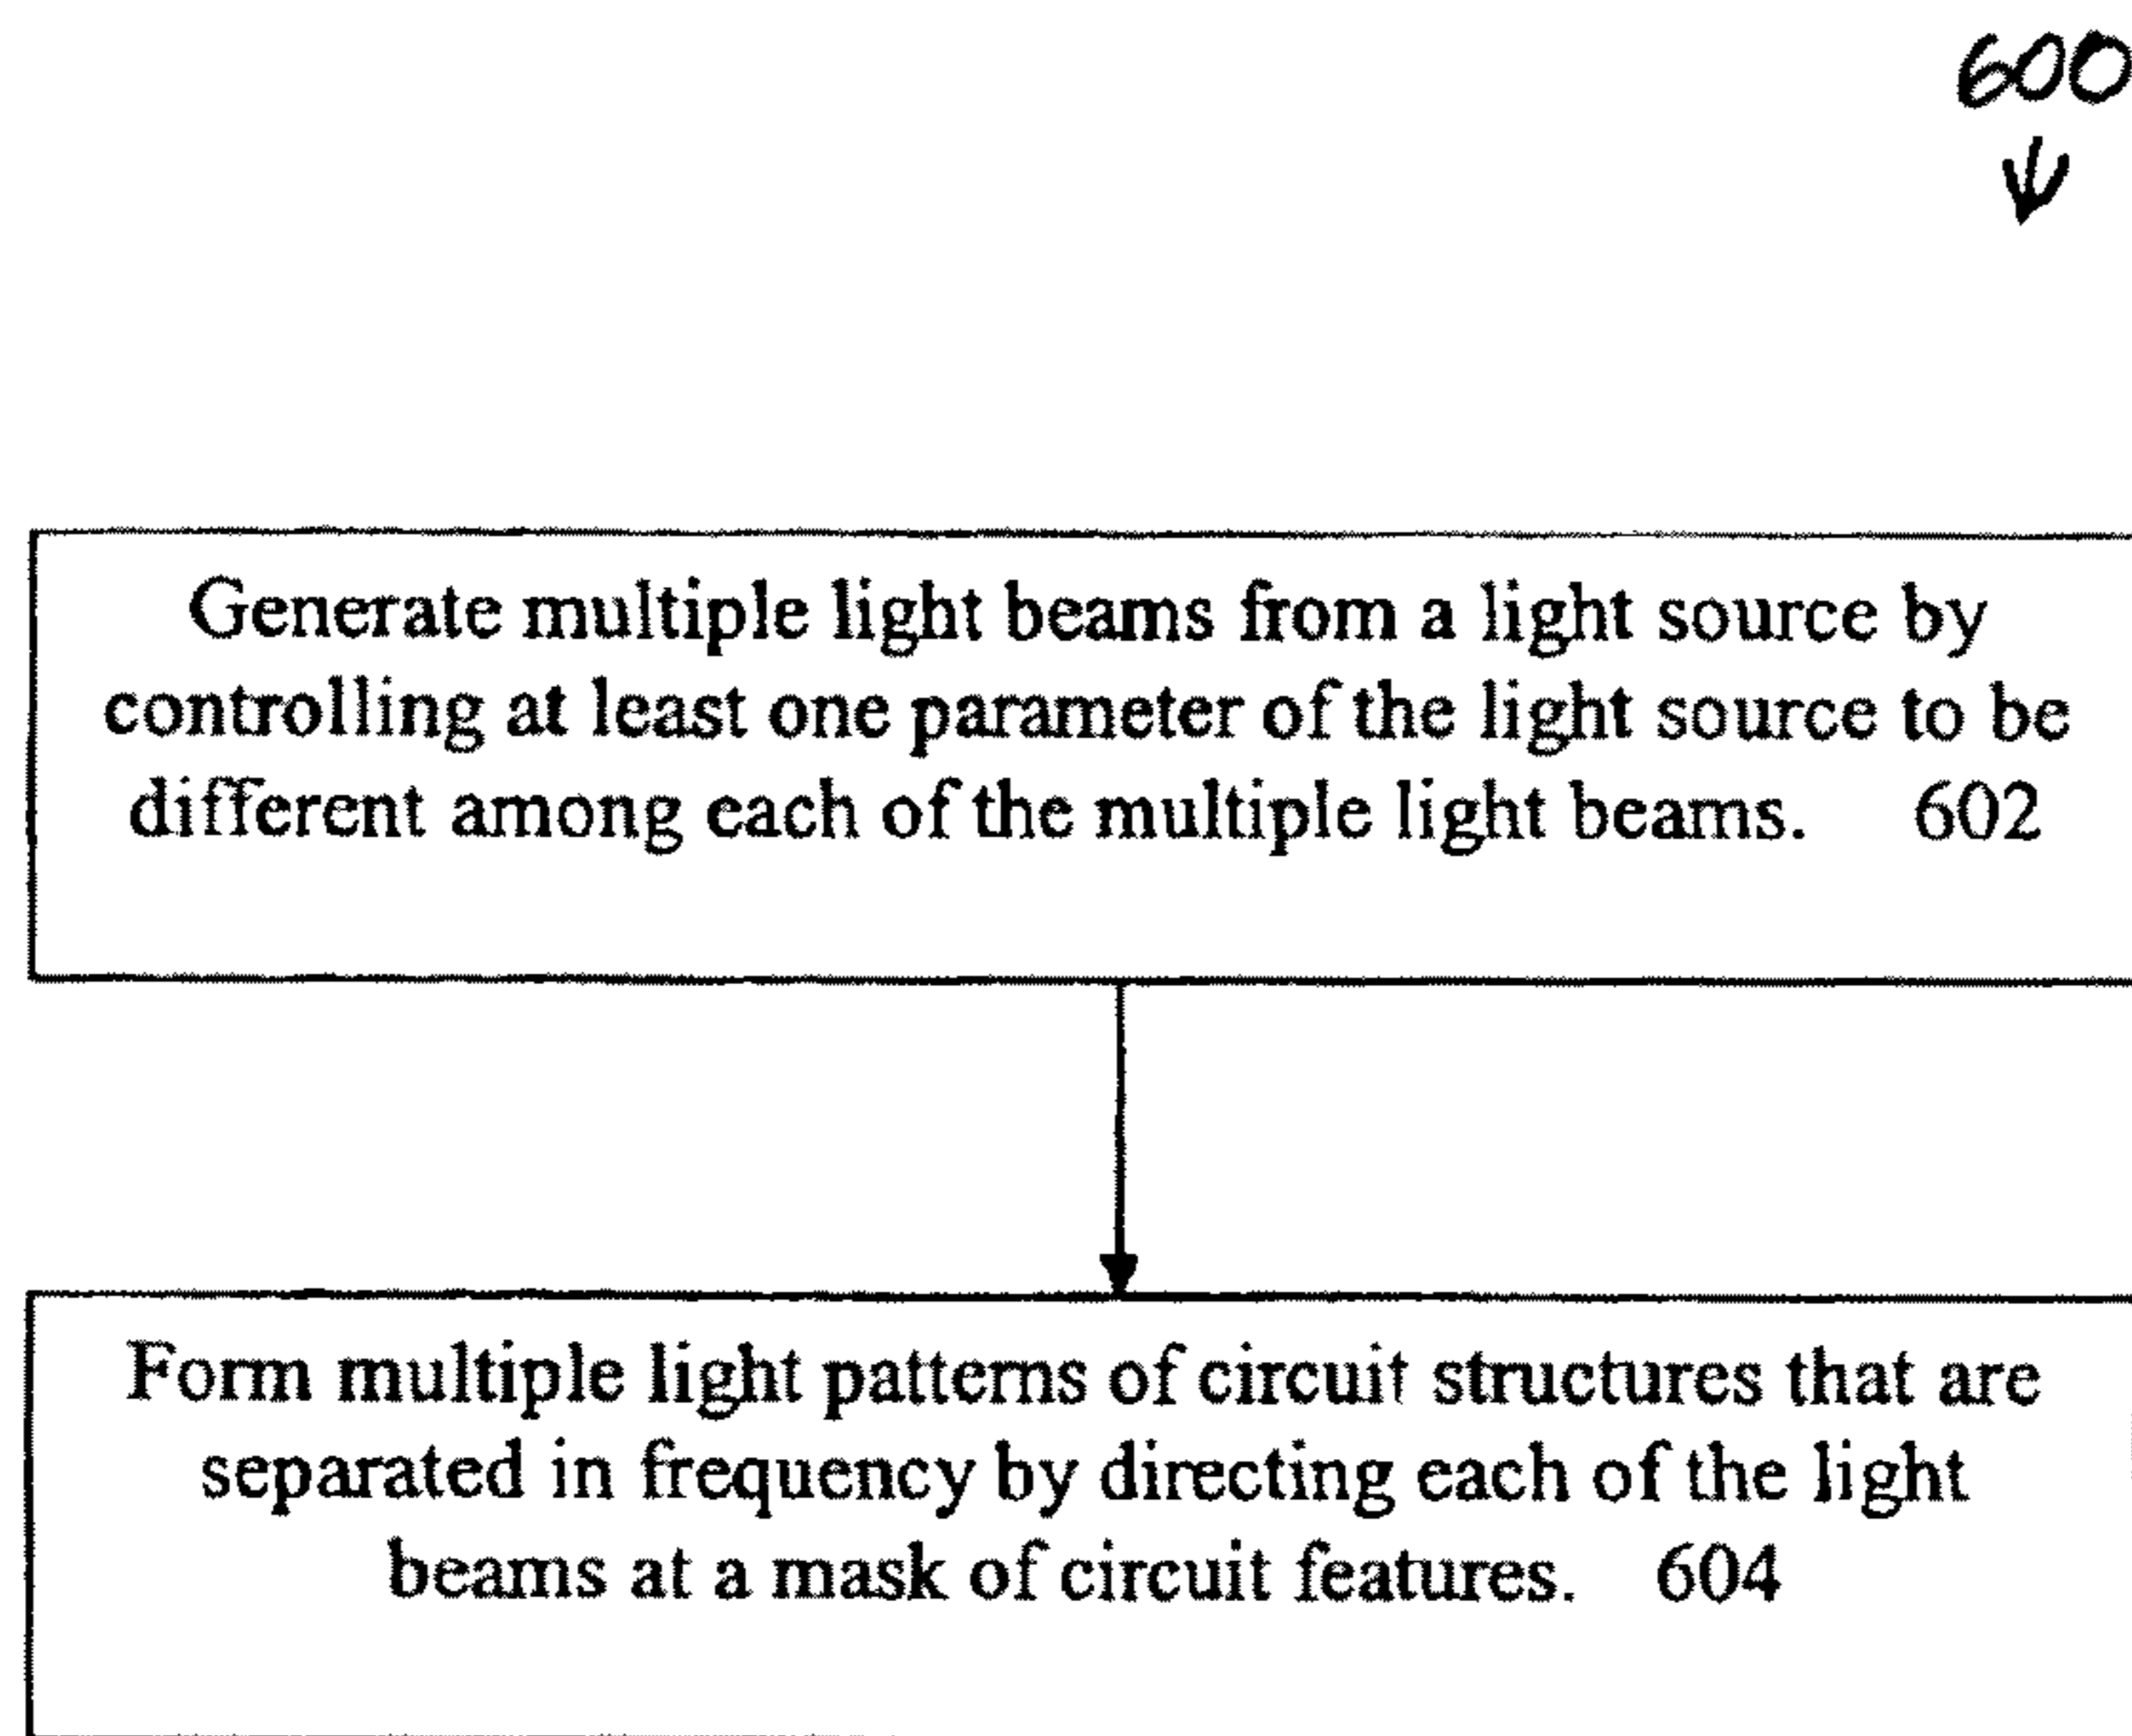 600
Generate multiple light beams from a light source by
controlling at least one parameter of the light source to be
different among each of the multiple light beams. 602
Form multiple light patterns of circuit structures that are
separated in frequency by directing each of the light
beams at a mask of circuit features. 604